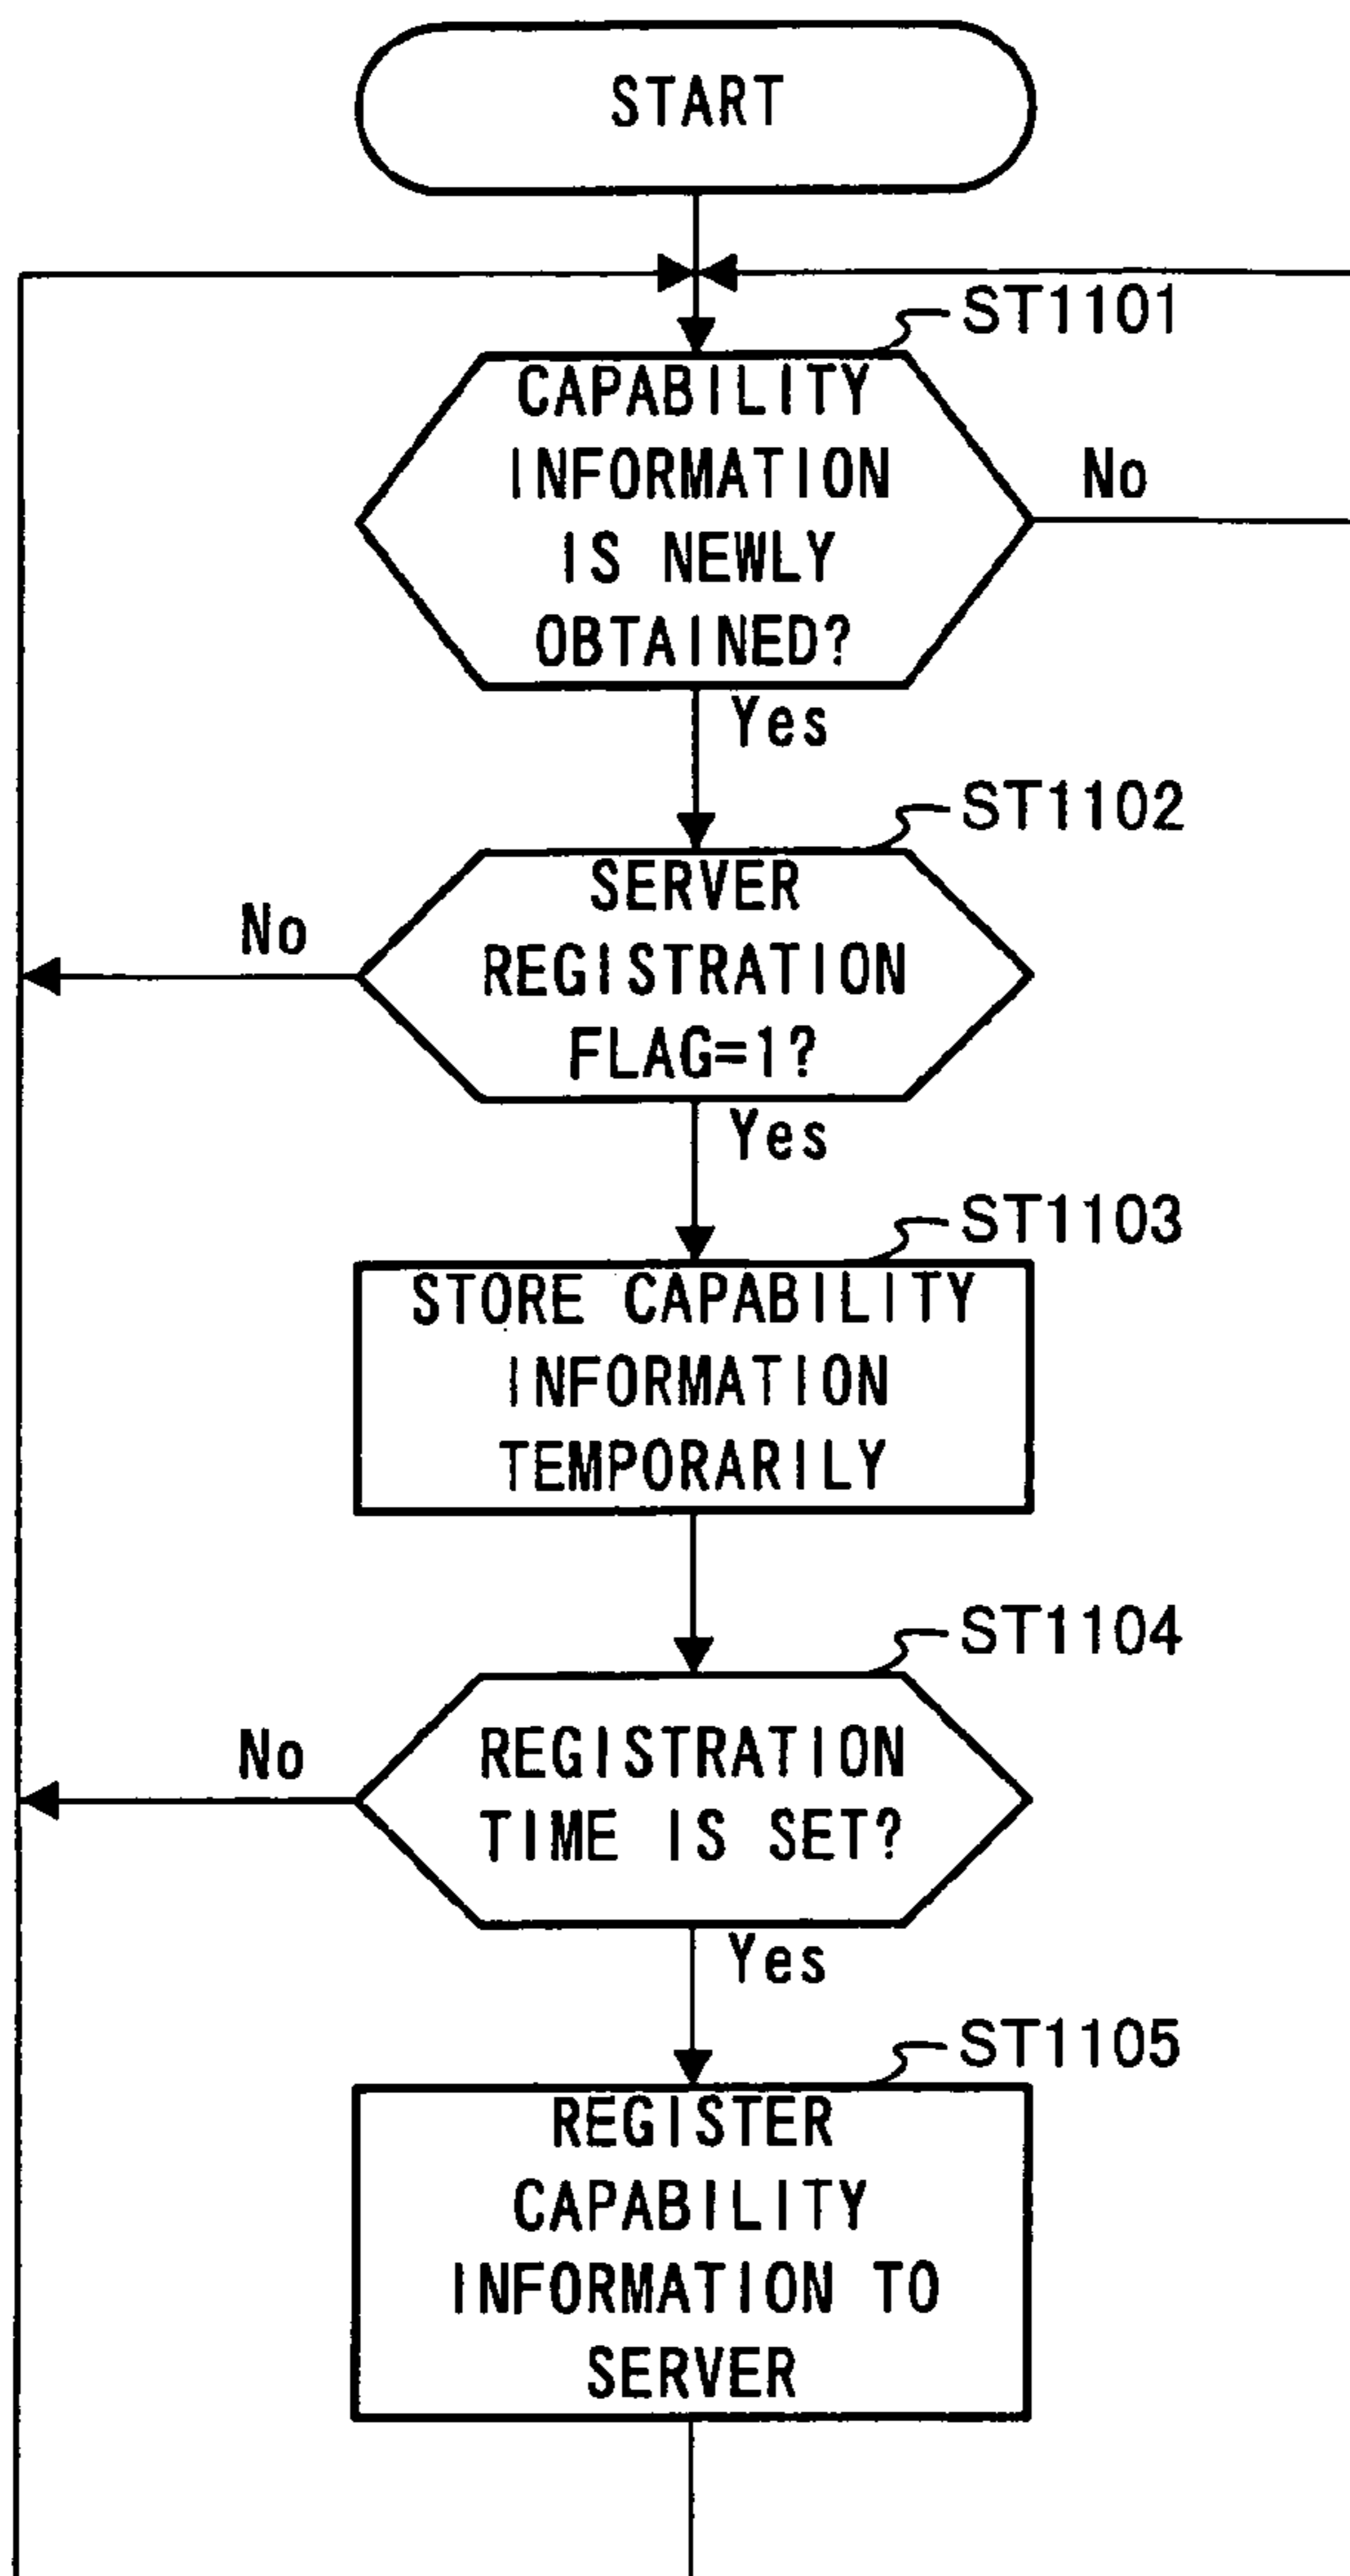 START
ST1101
CAPABILITY
INFORMATION
IS NEWLY
OBTAINED?
No
Yes
ST1102
SERVER
REGISTRATION
FLAG=1?
No
Yes
ST1103
STORE CAPABILITY
INFORMATION
TEMPORARILY
ST1104
REGISTRATION
TIME IS SET?
No
Yes
ST1105
REGISTER
CAPABILITY
INFORMATION TO
SERVER